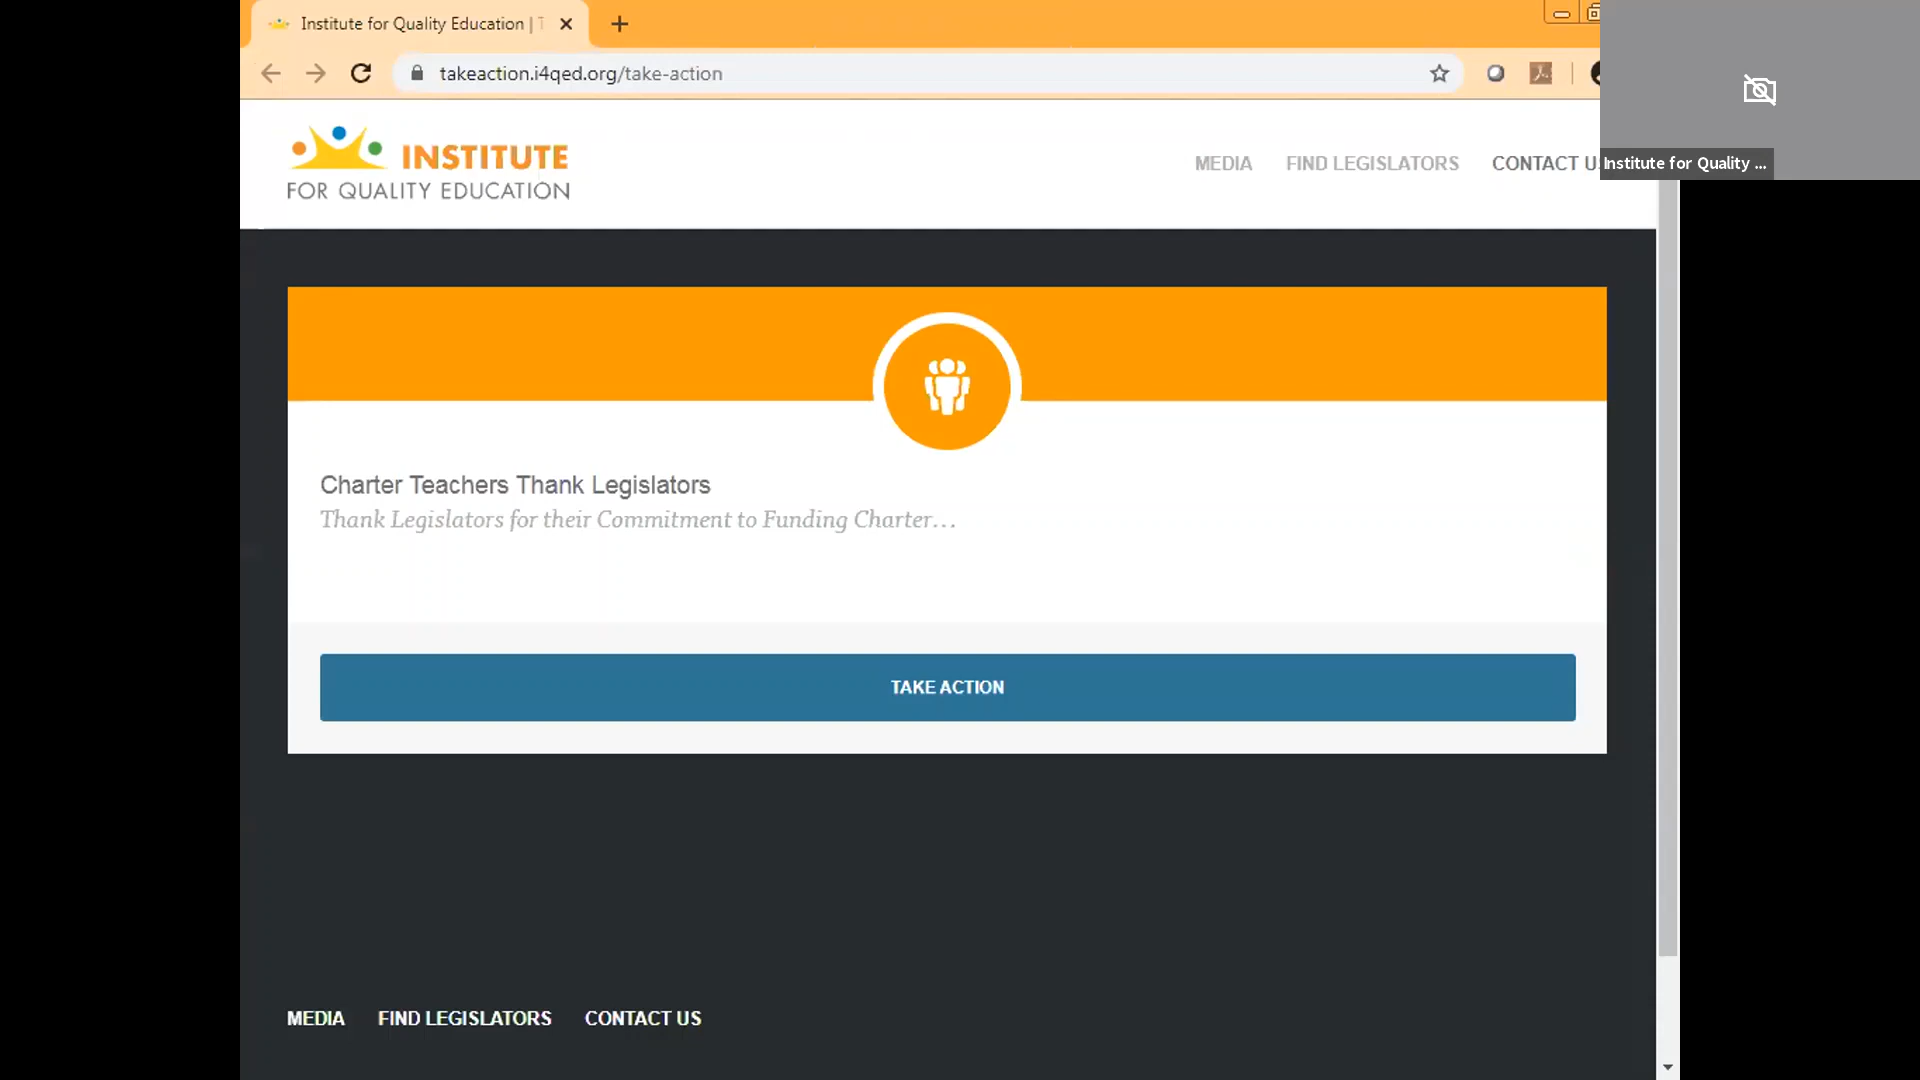 Institute for Quality Education |
takeaction.i4qed.org/take-action
INSTITUTE
FOR QUALITY EDUCATION
MEDIA FIND LEGISLATORS CONTACT U
Institute for Quality ...
Charter Teachers Thank Legislators
Thank Legislators for their Commitment to Funding Charter...
TAKE ACTION
MEDIA FIND LEGISLATORS CONTACT US